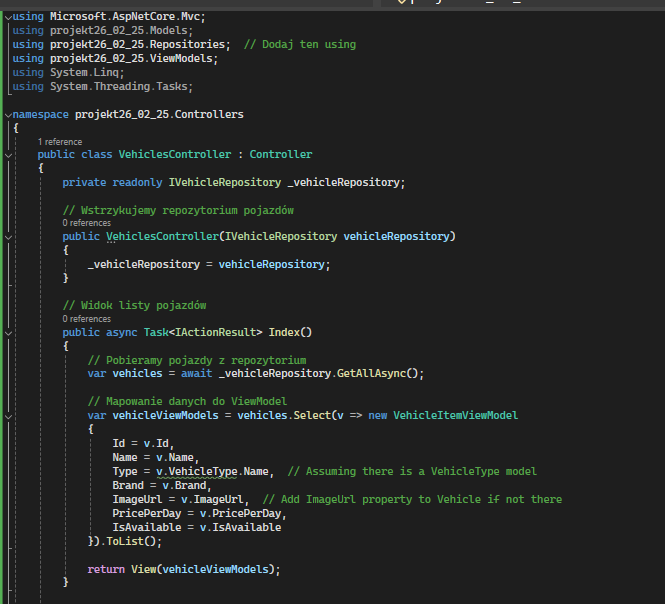 using Microsoft.AspNetCore.Mvc;
using projekt26_02_25.Models;
using projekt26_02_25.Repositories;  // Dodaj ten using
using projekt26_02_25.ViewModels;
using System.Linq;
using System.Threading.Tasks;
namespace projekt26_02_25.Controllers
{
1 reference
public class VehiclesController : Controller
{
private readonly IVehicleRepository _vehicleRepository;
// Wstrzykujemy repozytorium pojazdów
0 references
public VehiclesController(IVehicleRepository vehicleRepository)
{
_vehicleRepository = vehicleRepository;
}
// Widok listy pojazdów
0 references
public async Task<IActionResult> Index()
{
// Pobieramy pojazdy z repozytorium
var vehicles = await _vehicleRepository.GetAllAsync();
// Mapowanie danych do ViewModel
var vehicleViewModels = vehicles.Select(v => new VehicleItemViewModel
{
Id = v.Id,
Name = v.Name,
Type = v.VehicleType.Name,  // Assuming there is a VehicleType model
Brand = v.Brand,
ImageUrl = v.ImageUrl,  // Add ImageUrl property to Vehicle if not there
PricePerDay = v.PricePerDay,
IsAvailable = v.IsAvailable
}).ToList();
return View(vehicleViewModels);
}